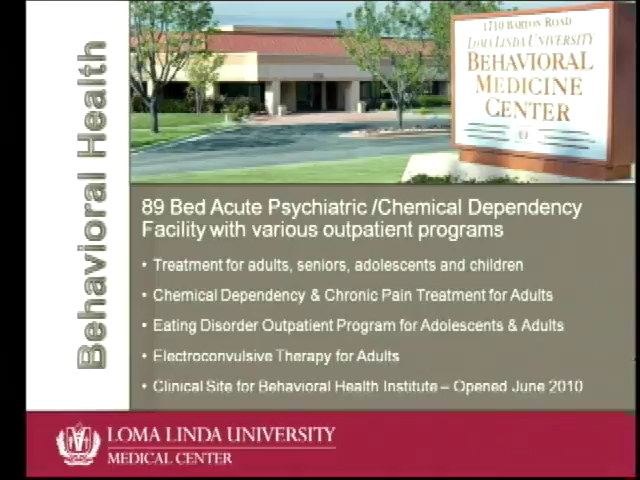 Behavioral Health
1710 BARTON ROAD
LOMA LINDA UNIVERSITY
BEHAVIORAL
MEDICINE
CENTER
89 Bed Acute Psychiatric /Chemical Dependency
Facility with various outpatient programs
• Treatment for adults, seniors, adolescents and children
• Chemical Dependency & Chronic Pain Treatment for Adults
• Eating Disorder Outpatient Program for Adolescents & Adults
• Electroconvulsive Therapy for Adults
• Clinical Site for Behavioral Health Institute – Opened June 2010
LOMA LINDA UNIVERSITY
MEDICAL CENTER